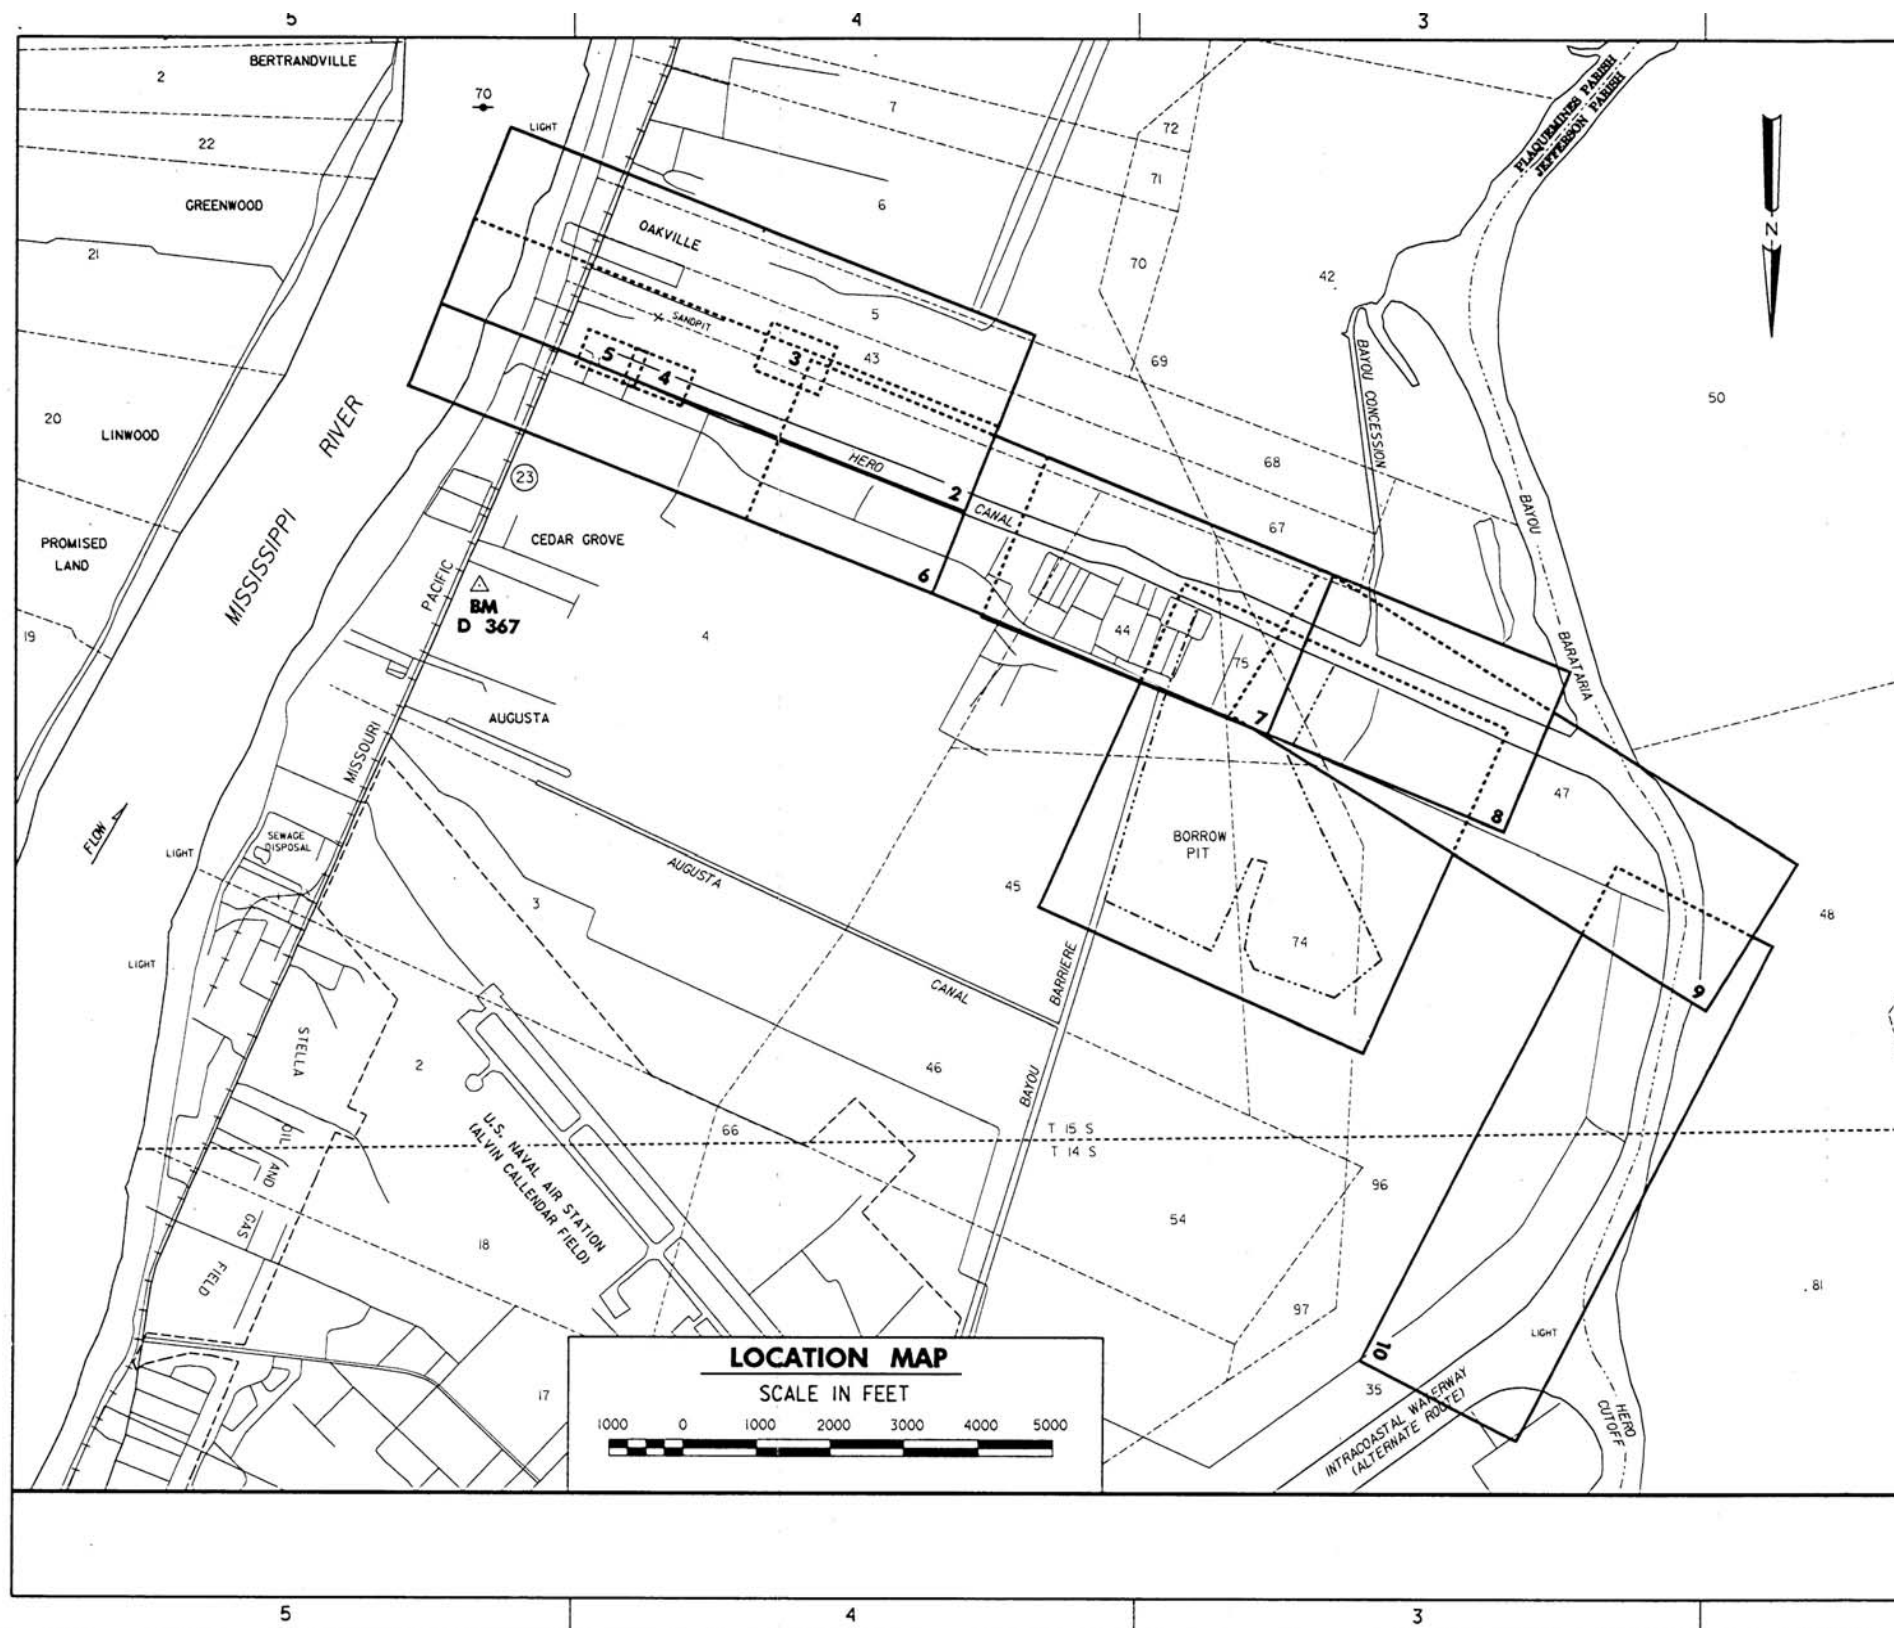 5 4 3
BERTRANDVILLE
2
70
LIGHT
7
72
PLAQUEMINES PARISH
JEFFERSON PARISH
22
GREENWOOD
71
6
OAKVILLE
N
21
70
42
SANDPIT
5
43
3
5
4
69
BAYOU CONCESSION
50
20
LINWOOD
MISSISSIPPI RIVER
HERO
CANAL
68
23
2
67
BAYOU
BARATARIA
PROMISED
LAND
CEDAR GROVE
6
MISSOURI PACIFIC
BM
D 367
19
4
44
75
7
AUGUSTA
47
8
FLOW
LIGHT
SEWAGE
DISPOSAL
AUGUSTA
CANAL
BORROW
PIT
45
3
74
48
LIGHT
BAYOU BARRIERE
9
STELLA
OIL
AND
GAS
FIELD
2
46
66
T 15 S
T 14 S
U.S. NAVAL AIR STATION
(ALVIN CALLENDAR FIELD)
96
54
18
81
97
LIGHT
10
17
35
INTRACOASTAL WATERWAY
(ALTERNATE ROUTE)
HERO
CUTOFF
LOCATION MAP
SCALE IN FEET
1000 0 1000 2000 3000 4000 5000
5 4 3